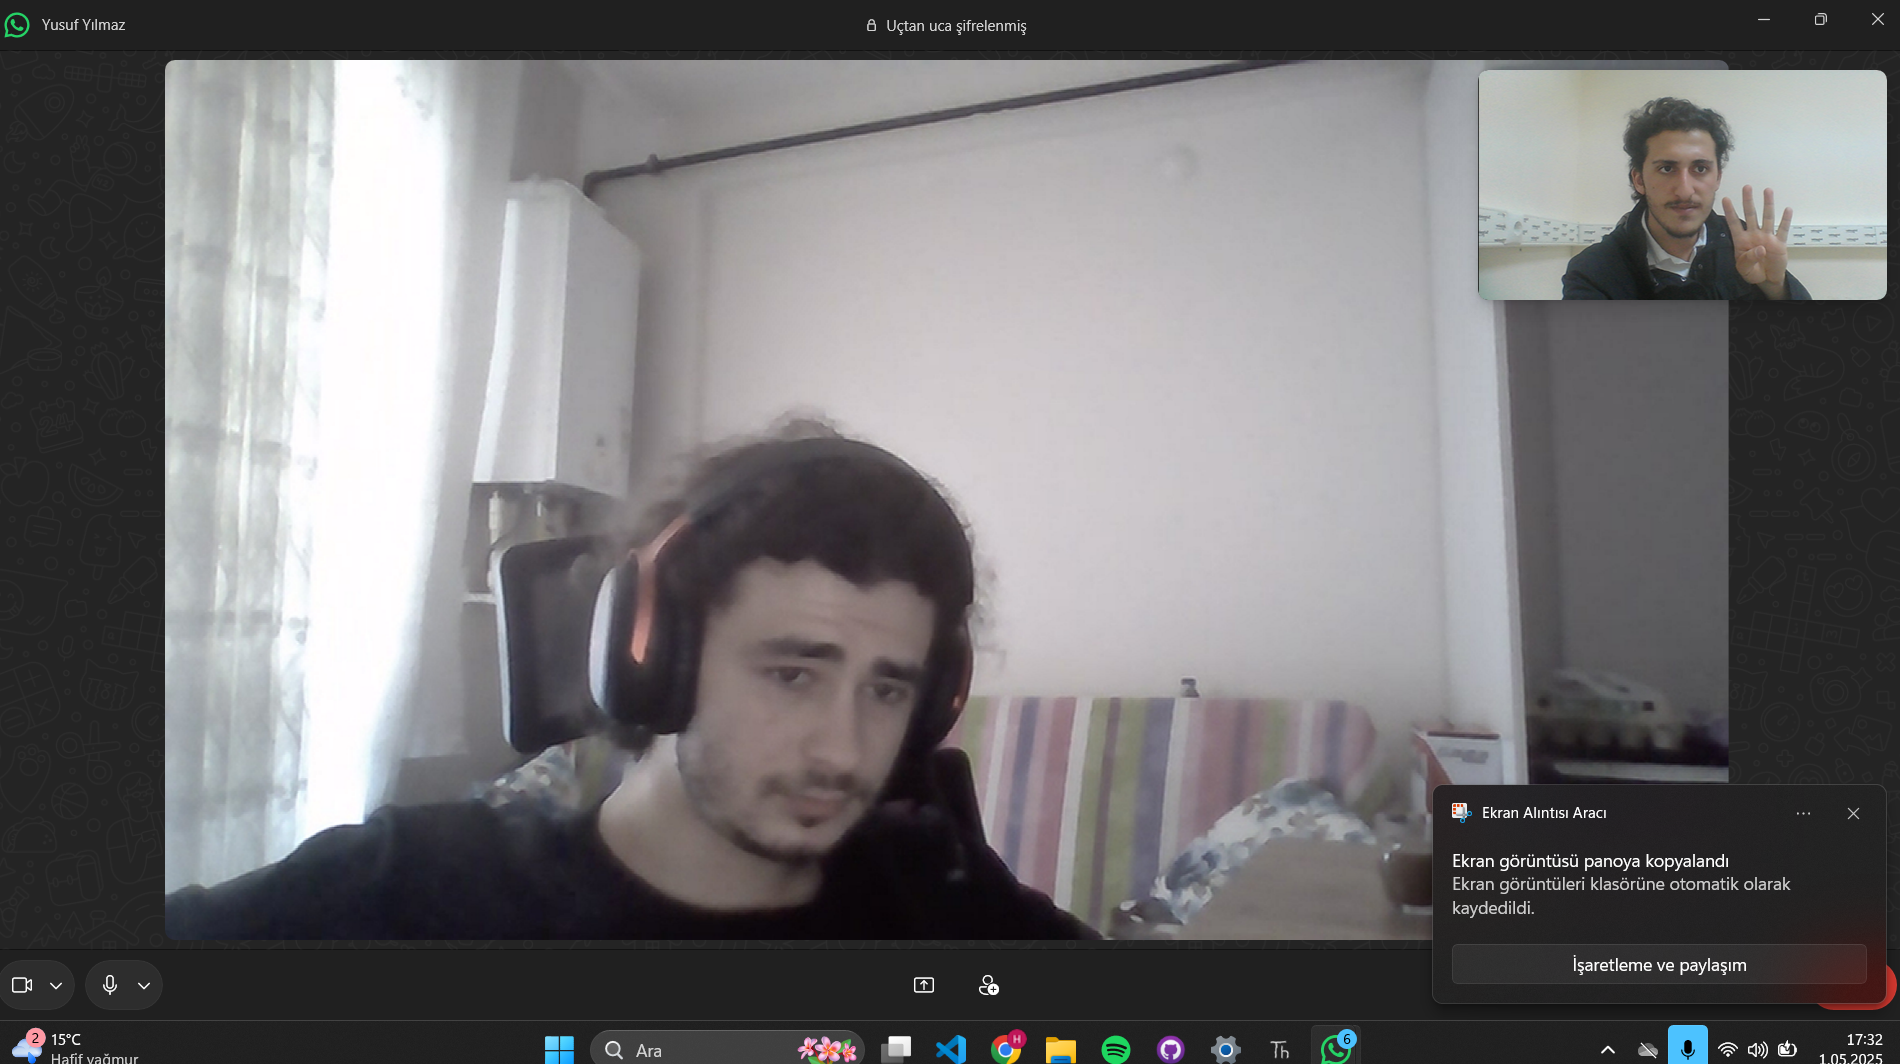 Yusuf Yılmaz
Uçtan uca şifrelenmiş
Ekran Alıntısı Aracı
Ekran görüntüsü panoya kopyalandı
Ekran görüntüleri klasörüne otomatik olarak
kaydedildi.
İşaretleme ve paylaşım
2
15°C
Hafif yağmur
Ara
H
Th
6
17:32
1.05.2025